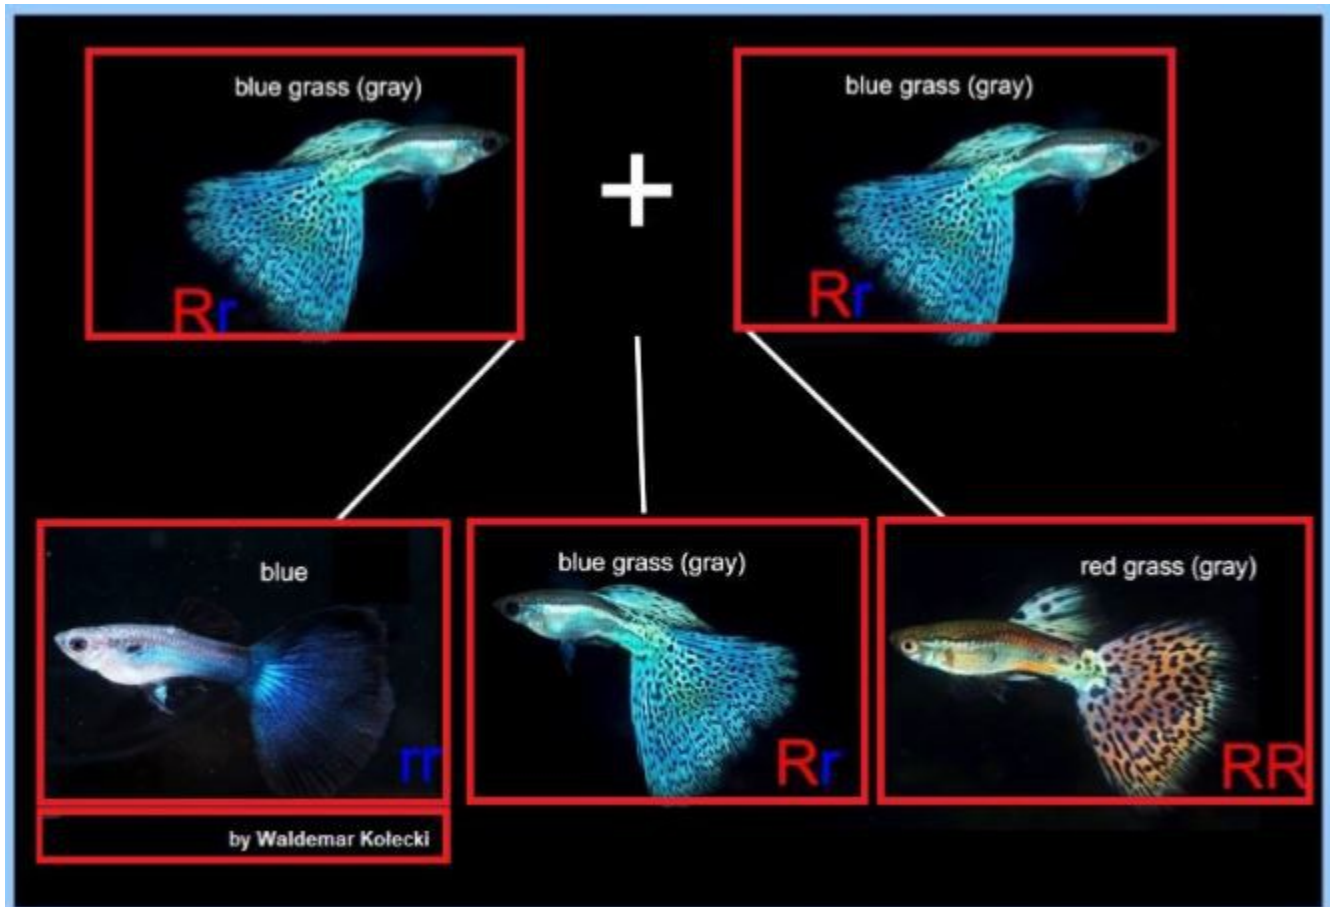 blue grass (gray)
blue grass (gray)
Rr
Rr
blue
blue grass (gray)
red grass (gray)
rr
Rr
RR
by Waldemar Kołecki